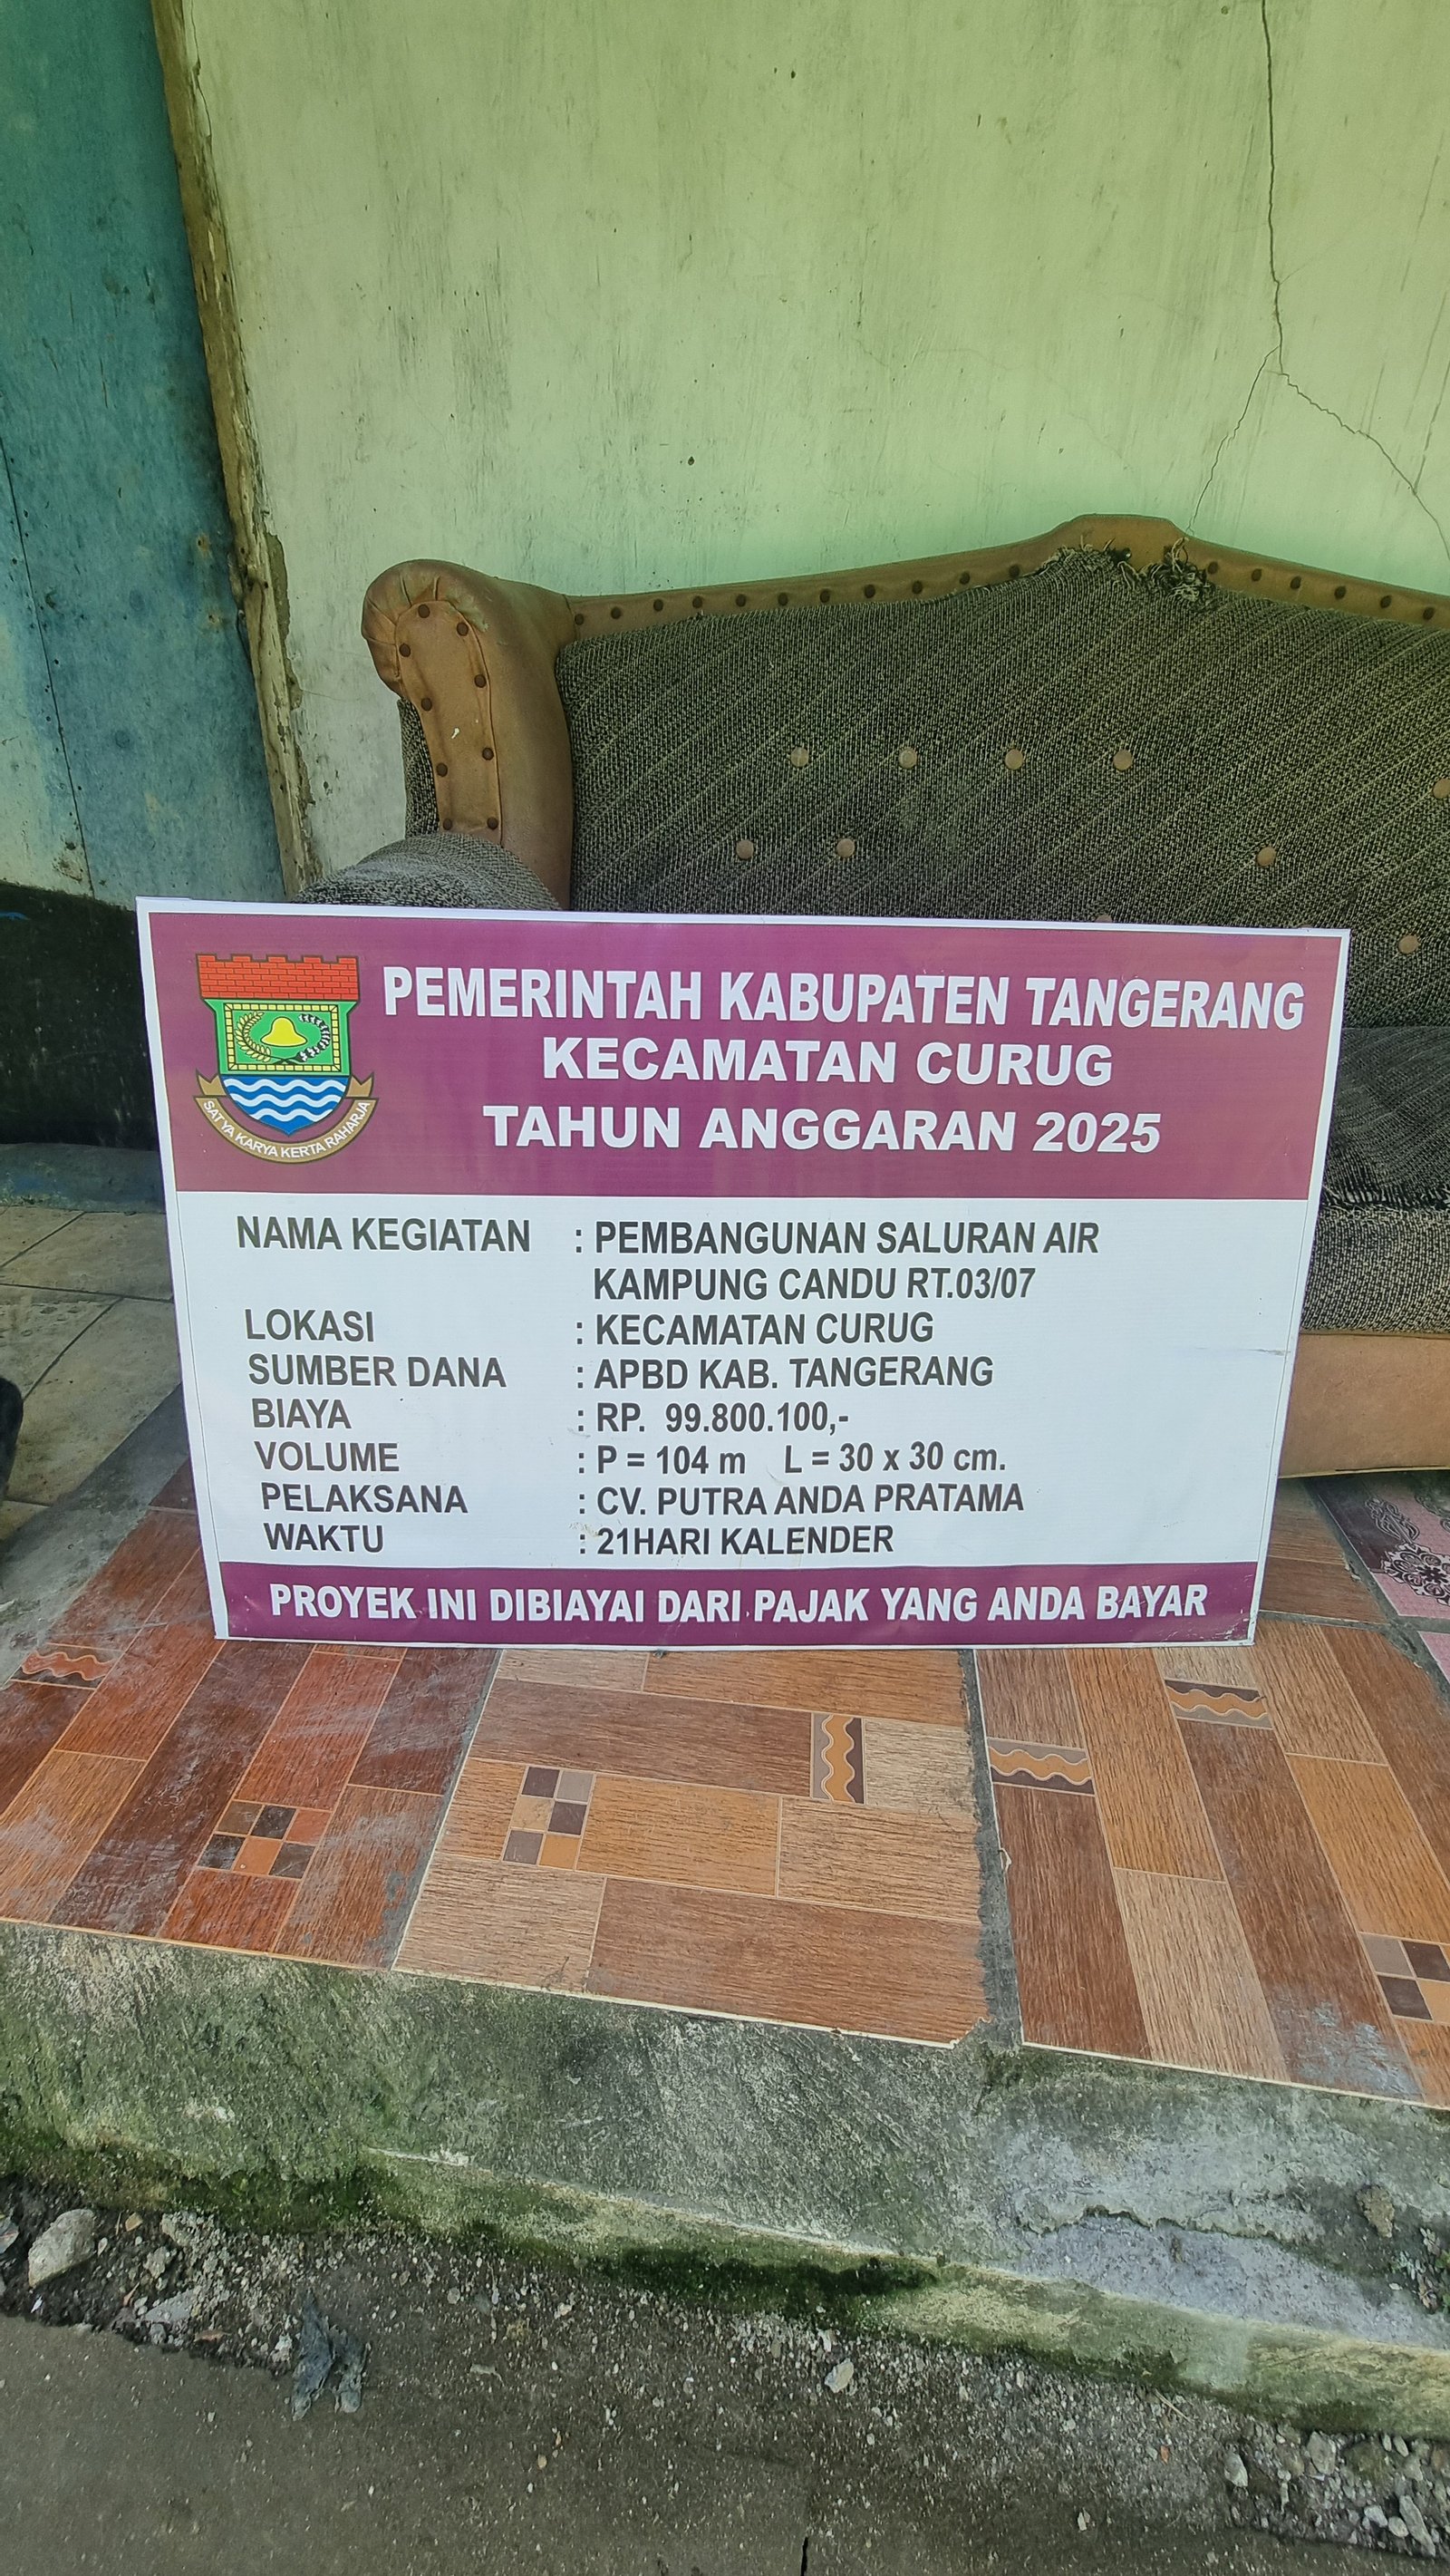 PEMERINTAH KABUPATEN TANGERANG
KECAMATAN CURUG
TAHUN ANGGARAN 2025
SATYA KARYA KERTA RAHARJA
NAMA KEGIATAN : PEMBANGUNAN SALURAN AIR
KAMPUNG CANDU RT.03/07
LOKASI : KECAMATAN CURUG
SUMBER DANA : APBD KAB. TANGERANG
BIAYA : RP. 99.800.100,-
VOLUME : P = 104 m L = 30 x 30 cm.
PELAKSANA : CV. PUTRA ANDA PRATAMA
WAKTU : 21HARI KALENDER
PROYEK INI DIBIAYAI DARI PAJAK YANG ANDA BAYAR